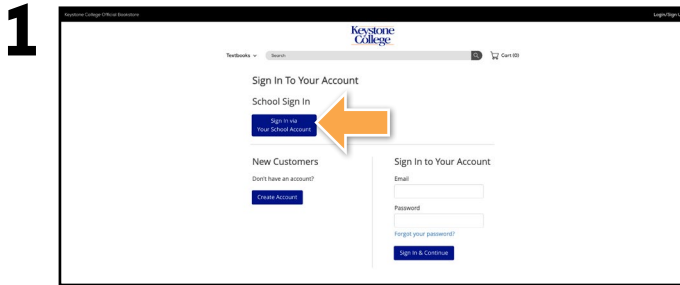 1
Keystone College Official Bookstore
Login/Sign U
Keystone
College
Textbooks
Search
Cart (0)
Sign In To Your Account
School Sign In
Sign In via
Your School Account
New Customers
Don't have an account?
Create Account
Sign In to Your Account
Email
Password
Forgot your password?
Sign In & Continue